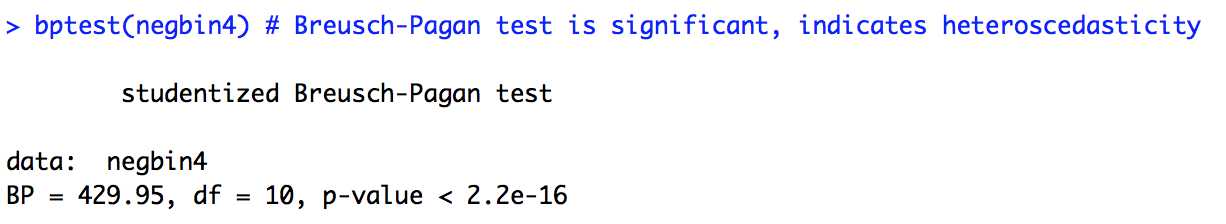 > bptest(negbin4) # Breusch-Pagan test is significant, indicates heteroscedasticity
studentized Breusch-Pagan test
data:  negbin4
BP = 429.95, df = 10, p-value < 2.2e-16